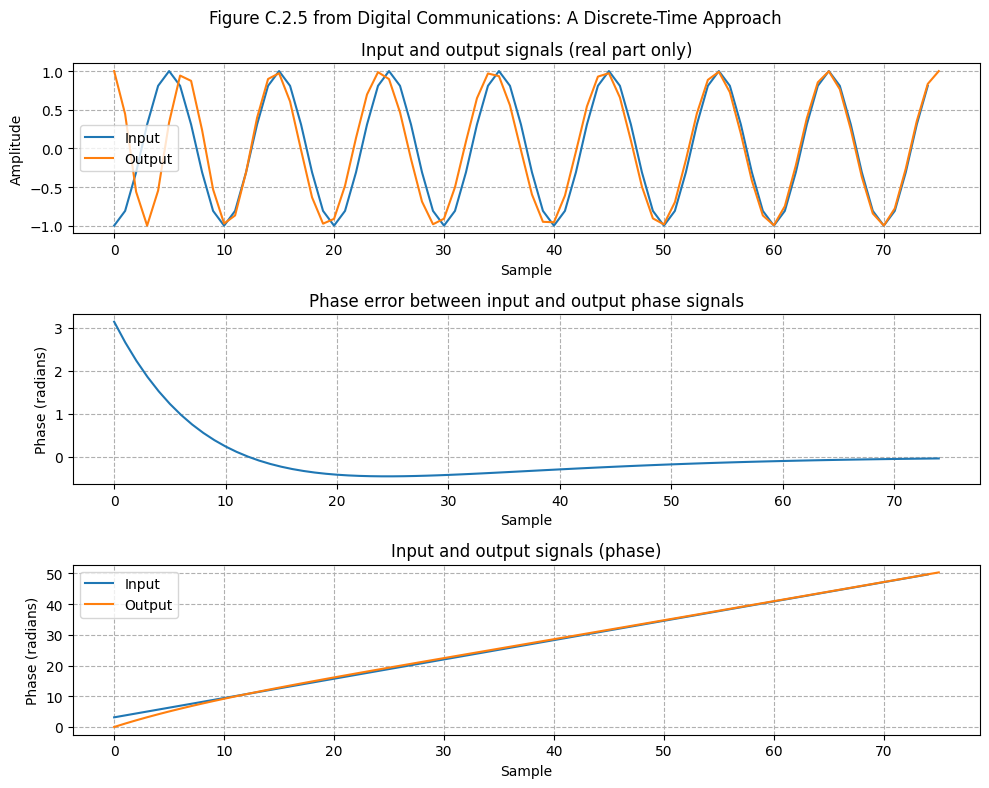 Figure C.2.5 from Digital Communications: A Discrete-Time Approach
Input and output signals (real part only)
Amplitude
1.0
0.5
0.0
−0.5
−1.0
Input
Output
0 10 20 30 40 50 60 70
Sample
Phase error between input and output phase signals
Phase (radians)
3
2
1
0
0 10 20 30 40 50 60 70
Sample
Input and output signals (phase)
Phase (radians)
50
40
30
20
10
0
Input
Output
0 10 20 30 40 50 60 70
Sample